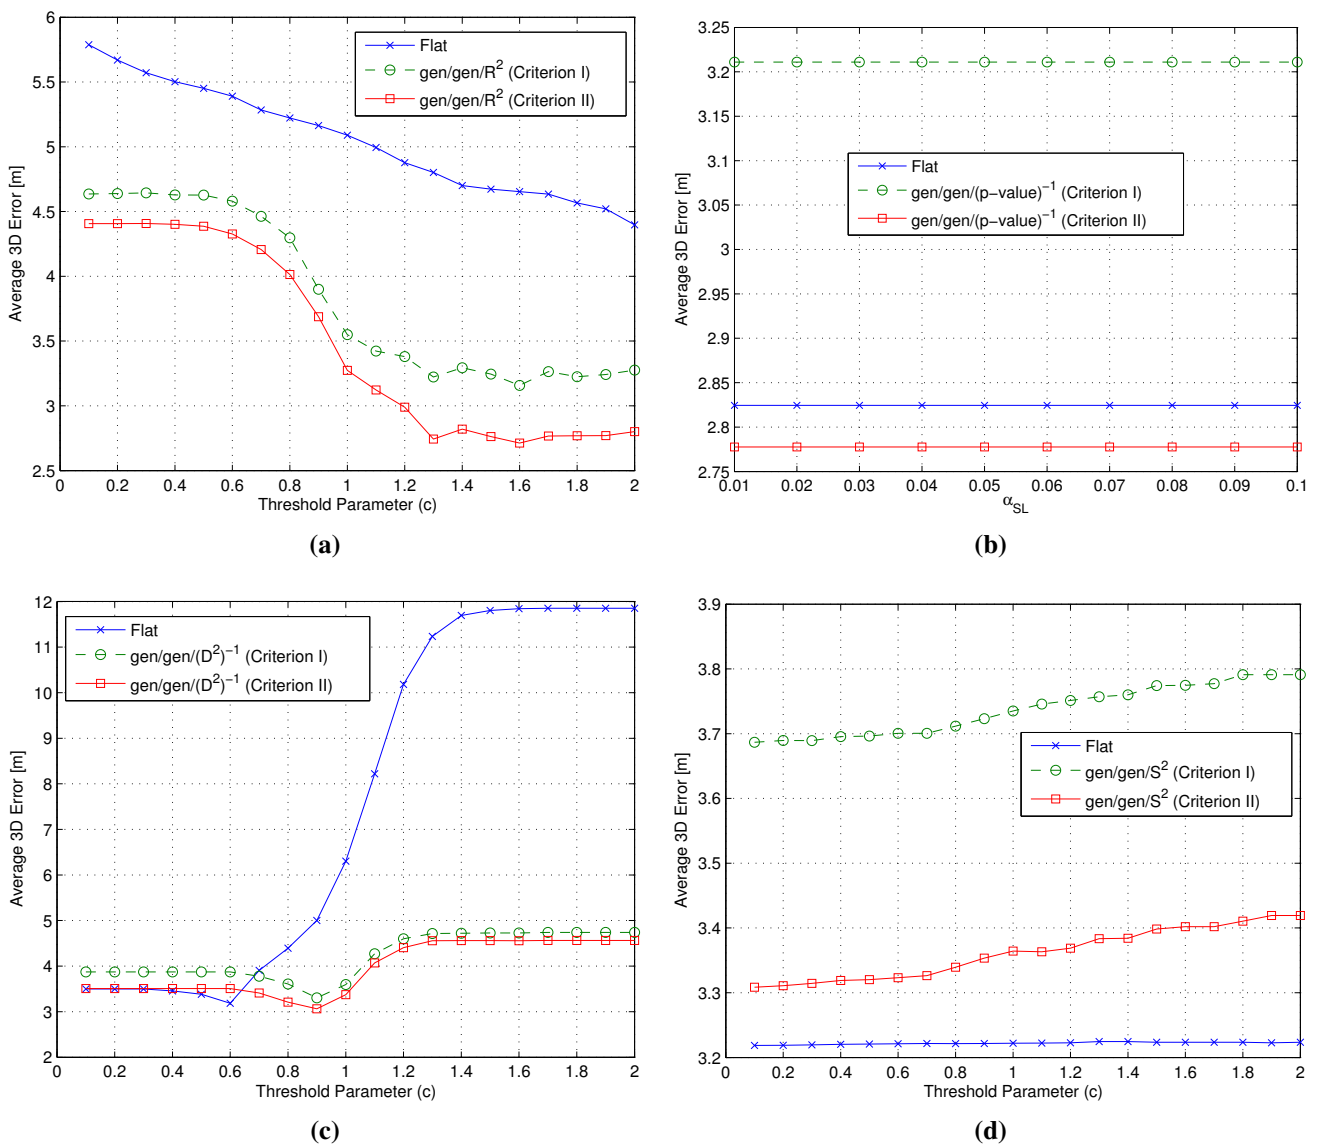 6
5.5
5
4.5
4
3.5
3
2.5
Average 3D Error [m]
Flat
gen/gen/R² (Criterion I)
gen/gen/R² (Criterion II)
0 0.2 0.4 0.6 0.8 1 1.2 1.4 1.6 1.8 2
Threshold Parameter (c)
(a)
3.25
3.2
3.15
3.1
3.05
3
2.95
2.9
2.85
2.8
2.75
Average 3D Error [m]
Flat
gen/gen/(p−value)⁻¹ (Criterion I)
gen/gen/(p−value)⁻¹ (Criterion II)
0.01 0.02 0.03 0.04 0.05 0.06 0.07 0.08 0.09 0.1
α_SL
(b)
12
11
10
9
8
7
6
5
4
3
2
Average 3D Error [m]
Flat
gen/gen/(D²)⁻¹ (Criterion I)
gen/gen/(D²)⁻¹ (Criterion II)
0 0.2 0.4 0.6 0.8 1 1.2 1.4 1.6 1.8 2
Threshold Parameter (c)
(c)
3.9
3.8
3.7
3.6
3.5
3.4
3.3
3.2
Average 3D Error [m]
Flat
gen/gen/S² (Criterion I)
gen/gen/S² (Criterion II)
0 0.2 0.4 0.6 0.8 1 1.2 1.4 1.6 1.8 2
Threshold Parameter (c)
(d)